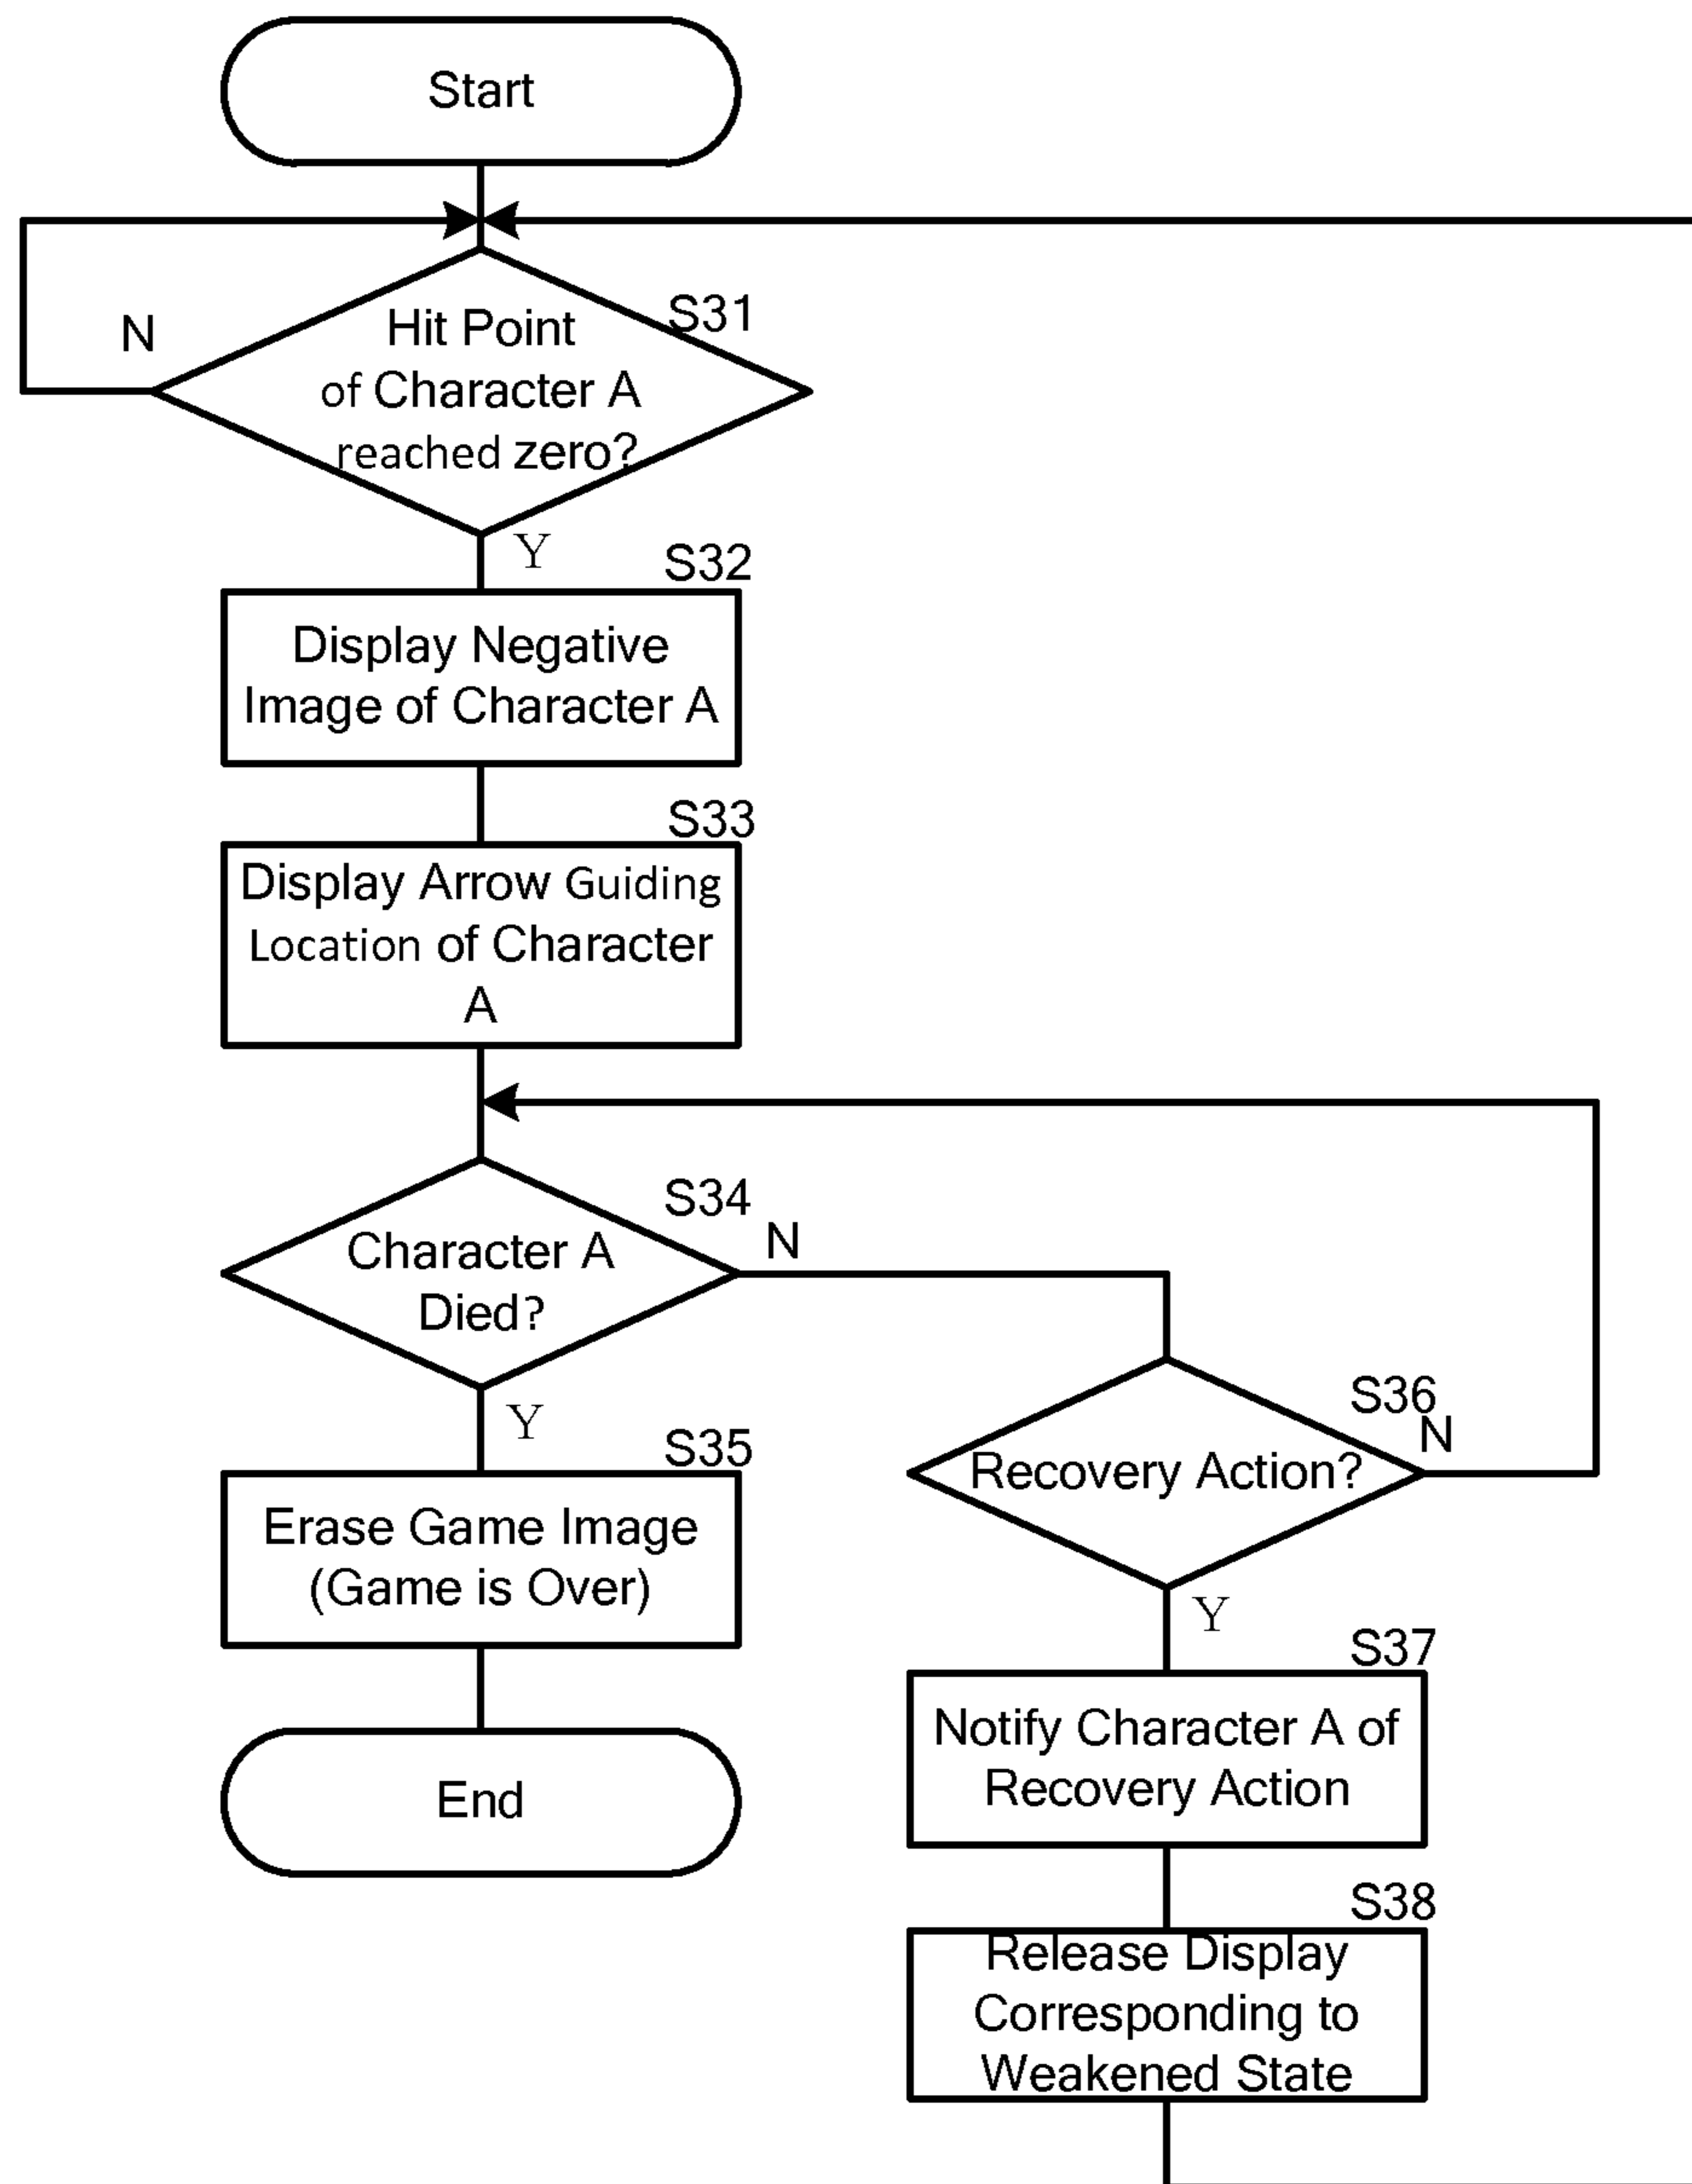 Start
S31
N
Hit Point
of Character A
reached zero?
Y
S32
Display Negative
Image of Character A
S33
Display Arrow Guiding
Location of Character
A
S34
N
Character A
Died?
Y
S35
Erase Game Image
(Game is Over)
End
S36
N
Recovery Action?
Y
S37
Notify Character A of
Recovery Action
S38
Release Display
Corresponding to
Weakened State